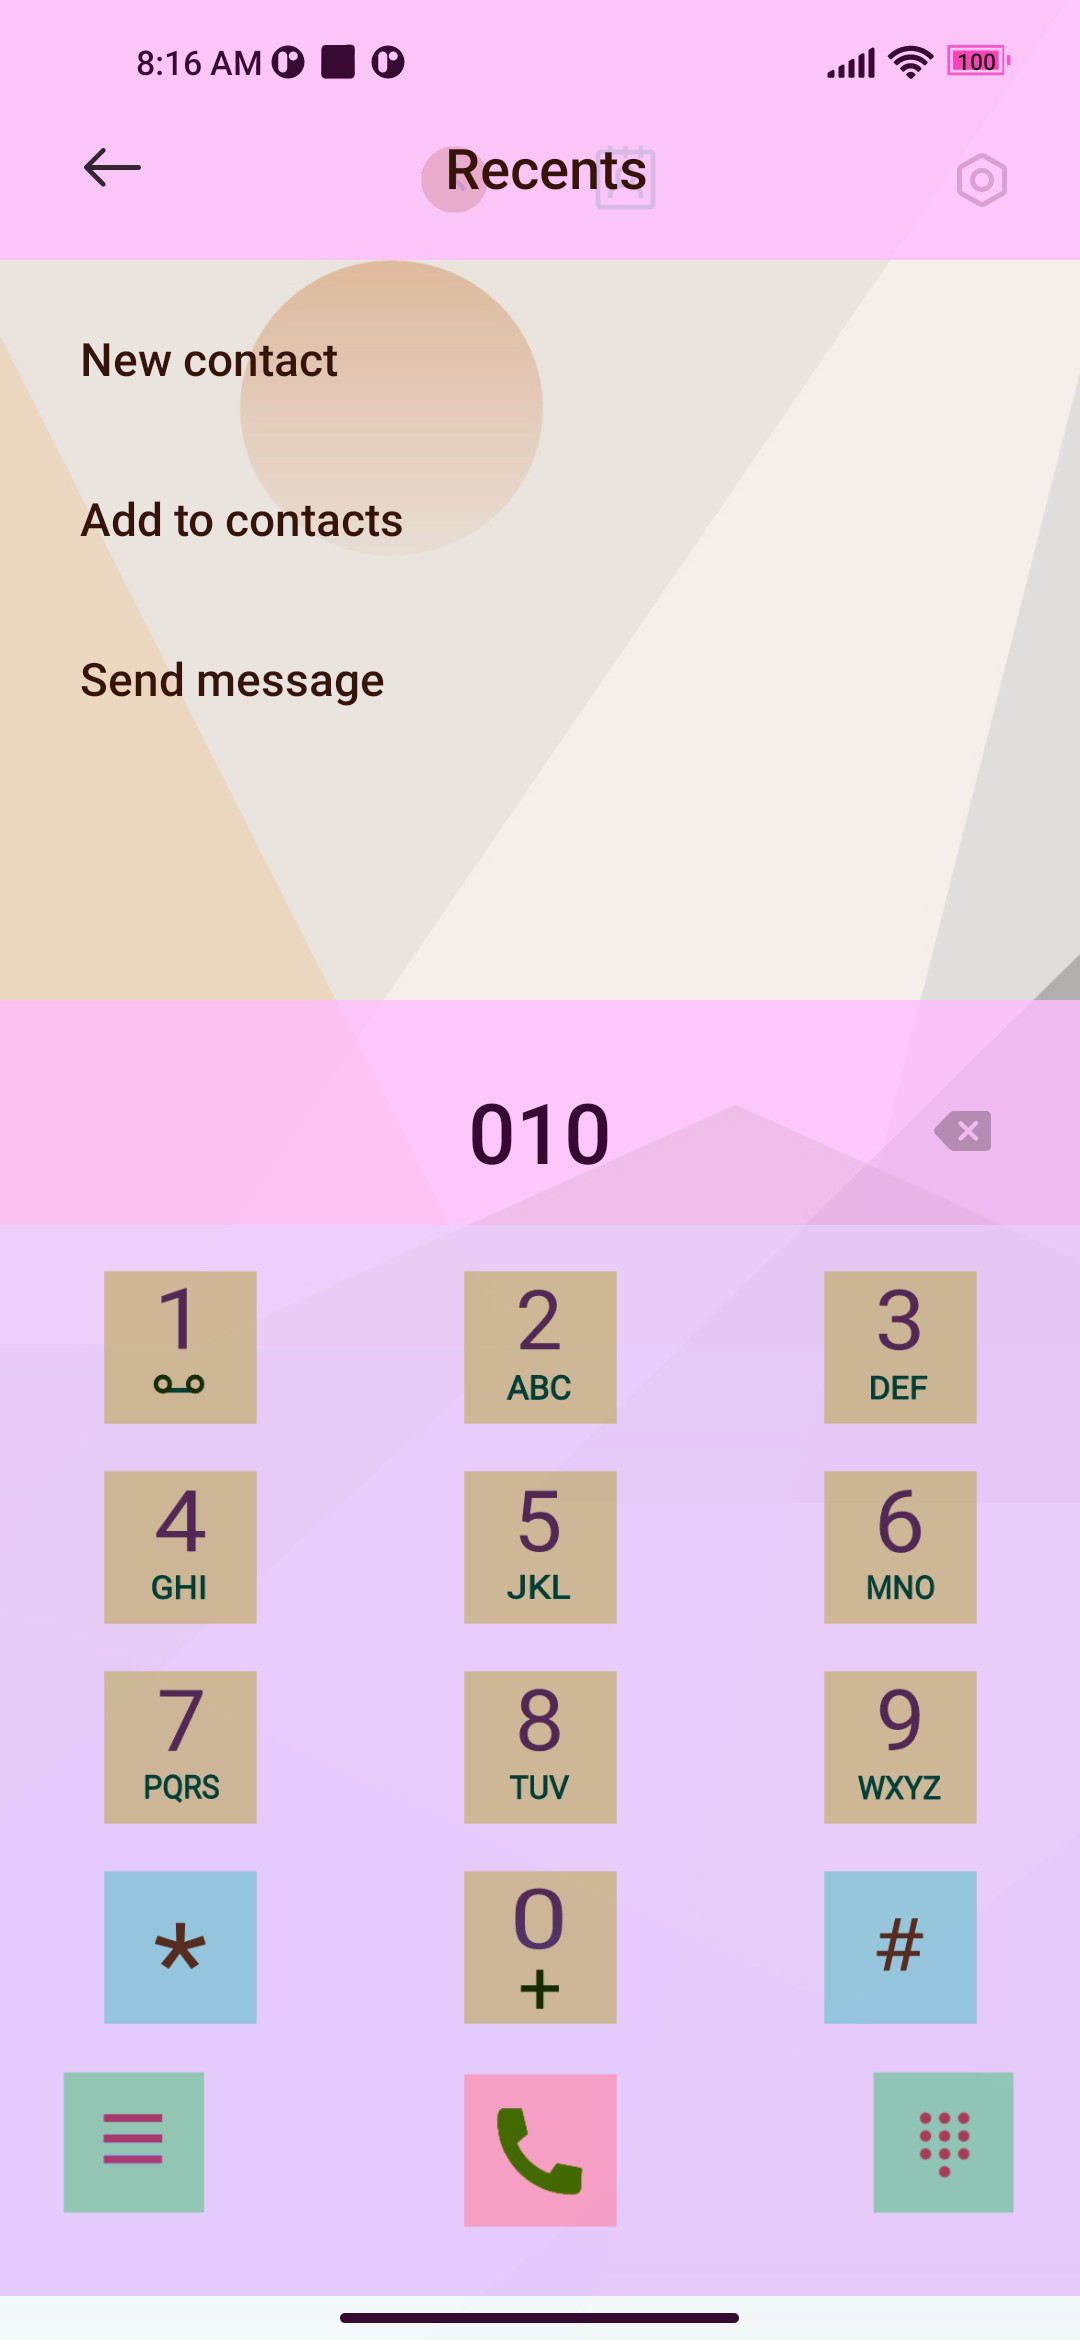 8:16 AM 100
Recents
New contact
Add to contacts
Send message
010
1 2 3
ABC DEF
4 5 6
GHI JKL MNO
7 8 9
PQRS TUV WXYZ
* 0 #
+